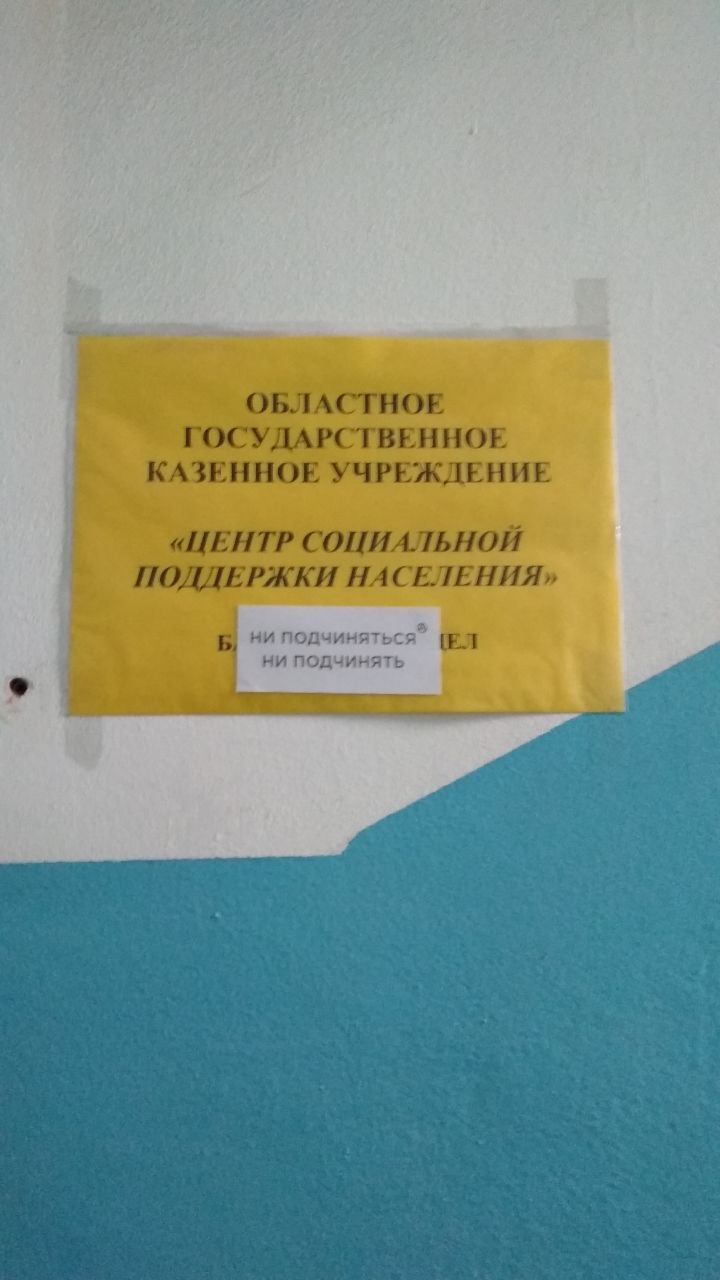 ОБЛАСТНОЕ
ГОСУДАРСТВЕННОЕ
КАЗЕННОЕ УЧРЕЖДЕНИЕ
«ЦЕНТР СОЦИАЛЬНОЙ
ПОДДЕРЖКИ НАСЕЛЕНИЯ»
НИ ПОДЧИНЯТЬСЯ®
НИ ПОДЧИНЯТЬ